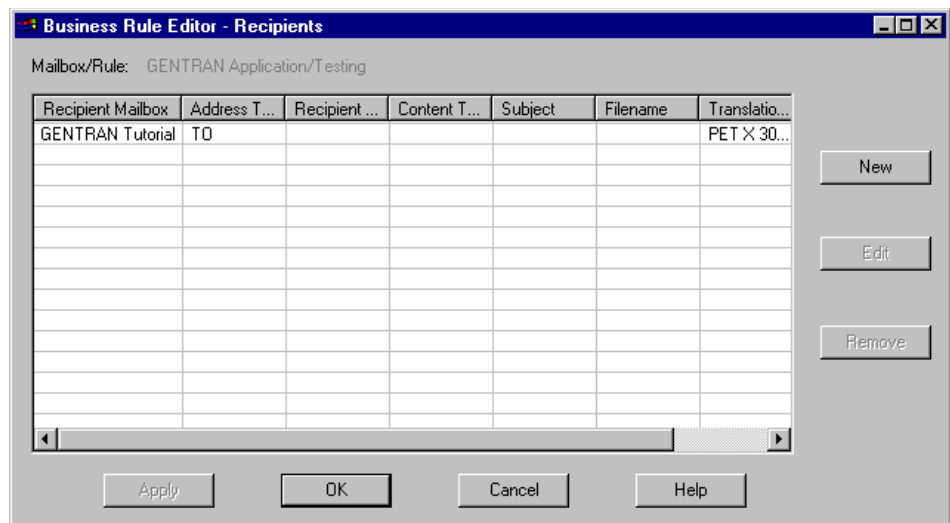 Business Rule Editor - Recipients
Mailbox/Rule: GENTRAN Application/Testing
Recipient Mailbox Address T... Recipient ... Content T... Subject Filename Translatio...
GENTRAN Tutorial TO PET X 30...
New
Edit
Remove
Apply OK Cancel Help